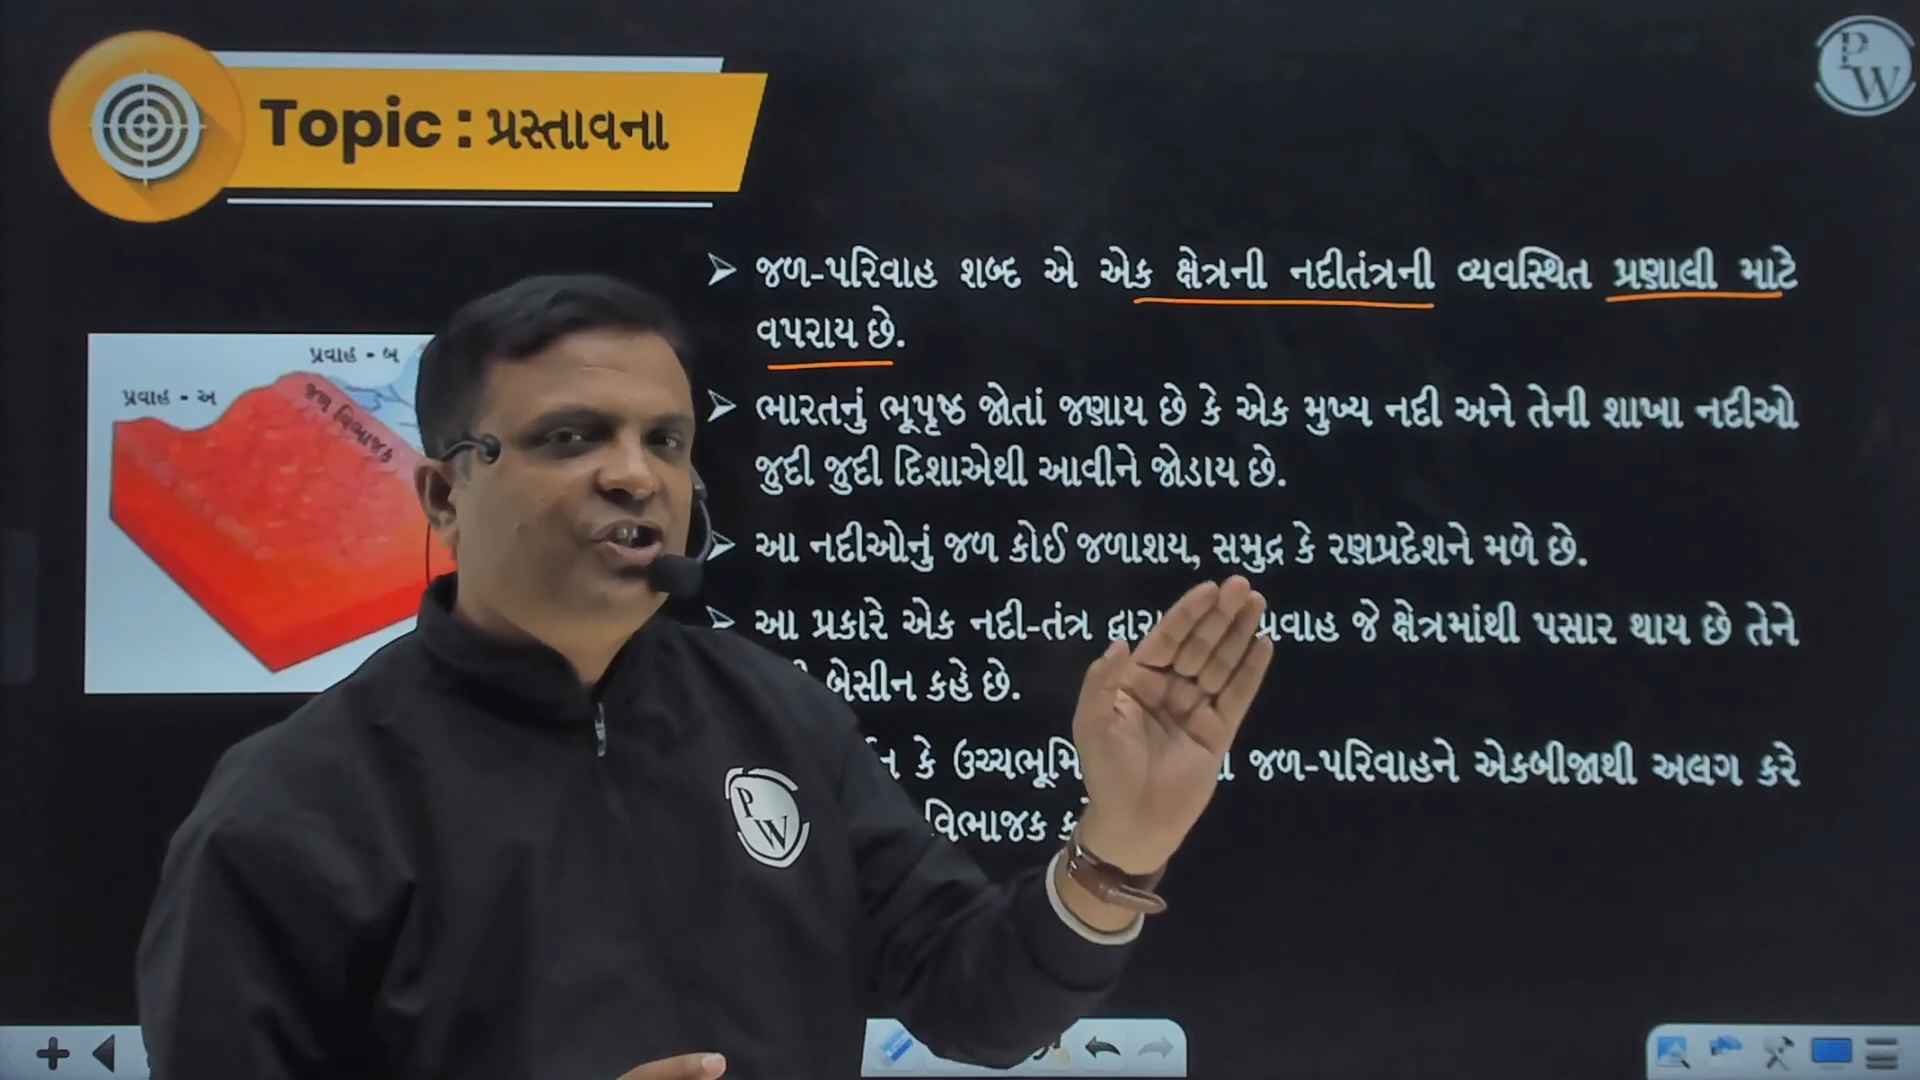 Topic : પ્રસ્તાવના
PW
જળ-પરિવાહ શબ્દ એ એક ક્ષેત્રની નદીતંત્રની વ્યવસ્થિત પ્રણાલી માટે
વપરાય છે.
પ્રવાહ - બ
પ્રવાહ - અ
જળ વિભાજક
ભારતનું ભૂપૃષ્ઠ જોતાં જણાય છે કે એક મુખ્ય નદી અને તેની શાખા નદીઓ
જુદી જુદી દિશાએથી આવીને જોડાય છે.
આ નદીઓનું જળ કોઈ જળાશય, સમુદ્ર કે રણપ્રદેશને મળે છે.
આ પ્રકારે એક નદી-તંત્ર દ્વારા પ્રવાહ જે ક્ષેત્રમાંથી પસાર થાય છે તેને
બેસીન કહે છે.
કે ઉચ્ચભૂમિ જળ-પરિવાહને એકબીજાથી અલગ કરે
વિભાજક
PW